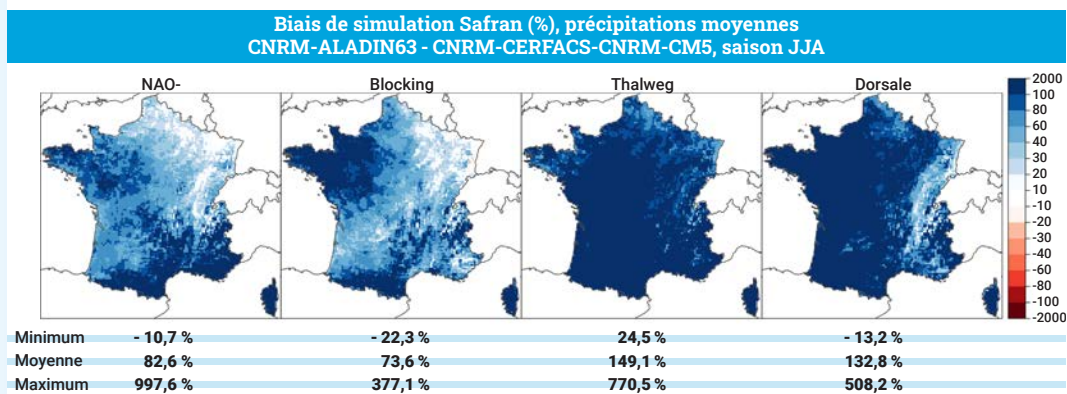 Biais de simulation Safran (%), précipitations moyennes
CNRM-ALADIN63 - CNRM-CERFACS-CNRM-CM5, saison JJA
NAO- Blocking Thalweg Dorsale
2000
100
80
60
40
30
20
10
-10
-20
-30
-40
-60
-80
-100
-2000
Minimum - 10,7 % - 22,3 % 24,5 % - 13,2 %
Moyenne 82,6 % 73,6 % 149,1 % 132,8 %
Maximum 997,6 % 377,1 % 770,5 % 508,2 %